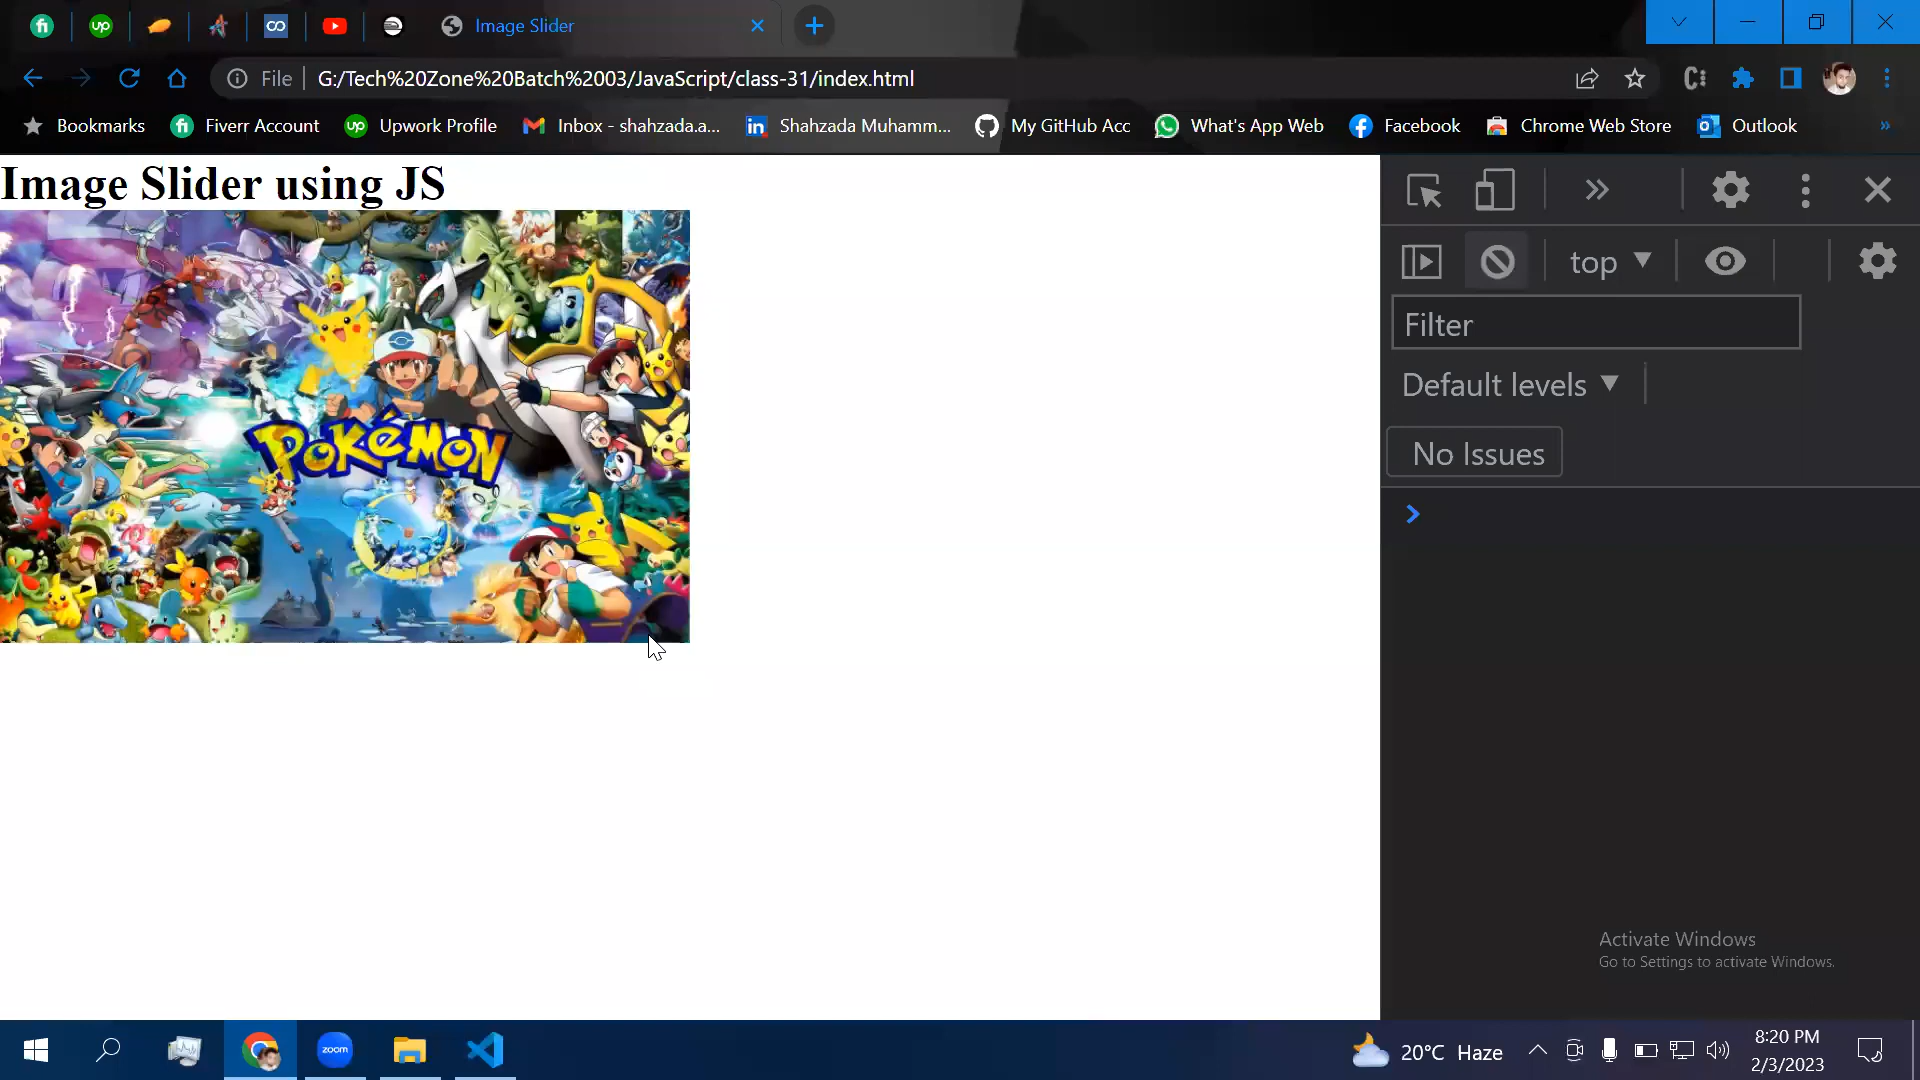 Image Slider
File G:/Tech%20Zone%20Batch%2003/JavaScript/class-31/index.html
Bookmarks Fiverr Account Upwork Profile Inbox - shahzada.a... Shahzada Muhamm... My GitHub Acc What's App Web Facebook Chrome Web Store Outlook »
Image Slider using JS
POKéMON
top
Filter
Default levels
No Issues
Activate Windows
Go to Settings to activate Windows.
zoom
20°C Haze
8:20 PM
2/3/2023